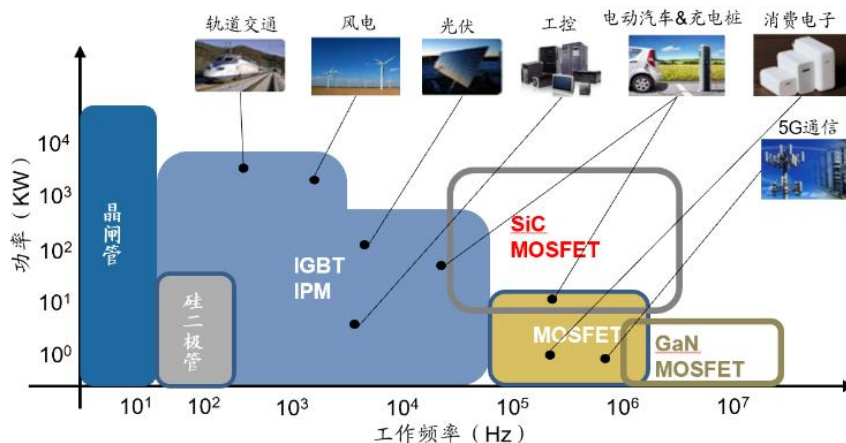 轨道交通
风电
光伏
工控
电动汽车&充电桩
消费电子
5G通信
功率（KW）
10⁴
10³
10²
10¹
10⁰
晶闸管
硅二极管
IGBT
IPM
SiC
MOSFET
MOSFET
GaN
MOSFET
10¹
10²
10³
10⁴
10⁵
10⁶
10⁷
工作频率（Hz）